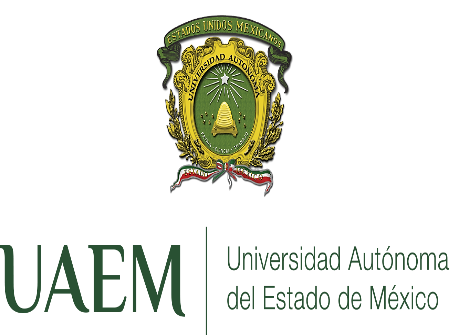 ESTADOS UNIDOS MEXICANOS
UNIVERSIDAD AUTÓNOMA
UAEM
Universidad Autónoma
del Estado de México